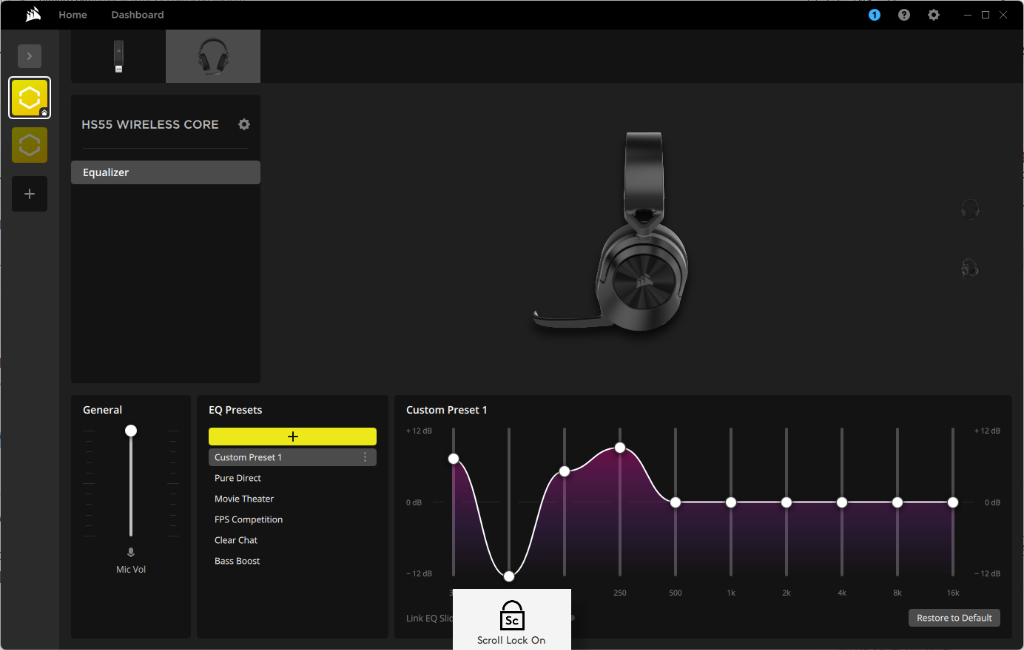 Home
Dashboard
1
HS55 WIRELESS CORE
Equalizer
General
Mic Vol
EQ Presets
+
Custom Preset 1
Pure Direct
Movie Theater
FPS Competition
Clear Chat
Bass Boost
Custom Preset 1
+12 dB
+12 dB
0 dB
0 dB
−12 dB
−12 dB
250
500
1k
2k
4k
8k
16k
Link EQ
Restore to Default
Sc
Scroll Lock On